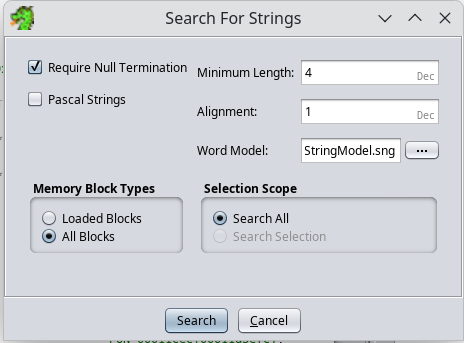 Search For Strings
Require Null Termination
Minimum Length: 4 Dec
Pascal Strings
Alignment: 1 Dec
Word Model: StringModel.sng ...
Memory Block Types
Loaded Blocks
All Blocks
Selection Scope
Search All
Search Selection
Search
Cancel